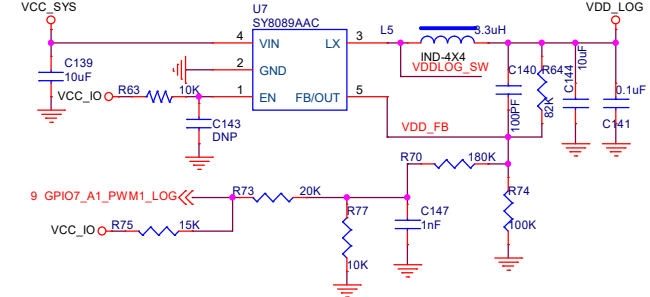 VCC_SYS
U7
SY8089AAC
VDD_LOG
L5
3.3uH
4
VIN
LX
3
IND-4X4
VDDLOG_SW
C139
10uF
2
GND
C140
100PF
R64
82K
C144
10uF
0.1uF
C141
VCC_IO
R63
10K
1
EN
FB/OUT
5
C143
DNP
VDD_FB
R70
180K
9 GPIO7_A1_PWM1_LOG
R73
20K
R74
100K
R77
10K
C147
1nF
VCC_IO
R75
15K